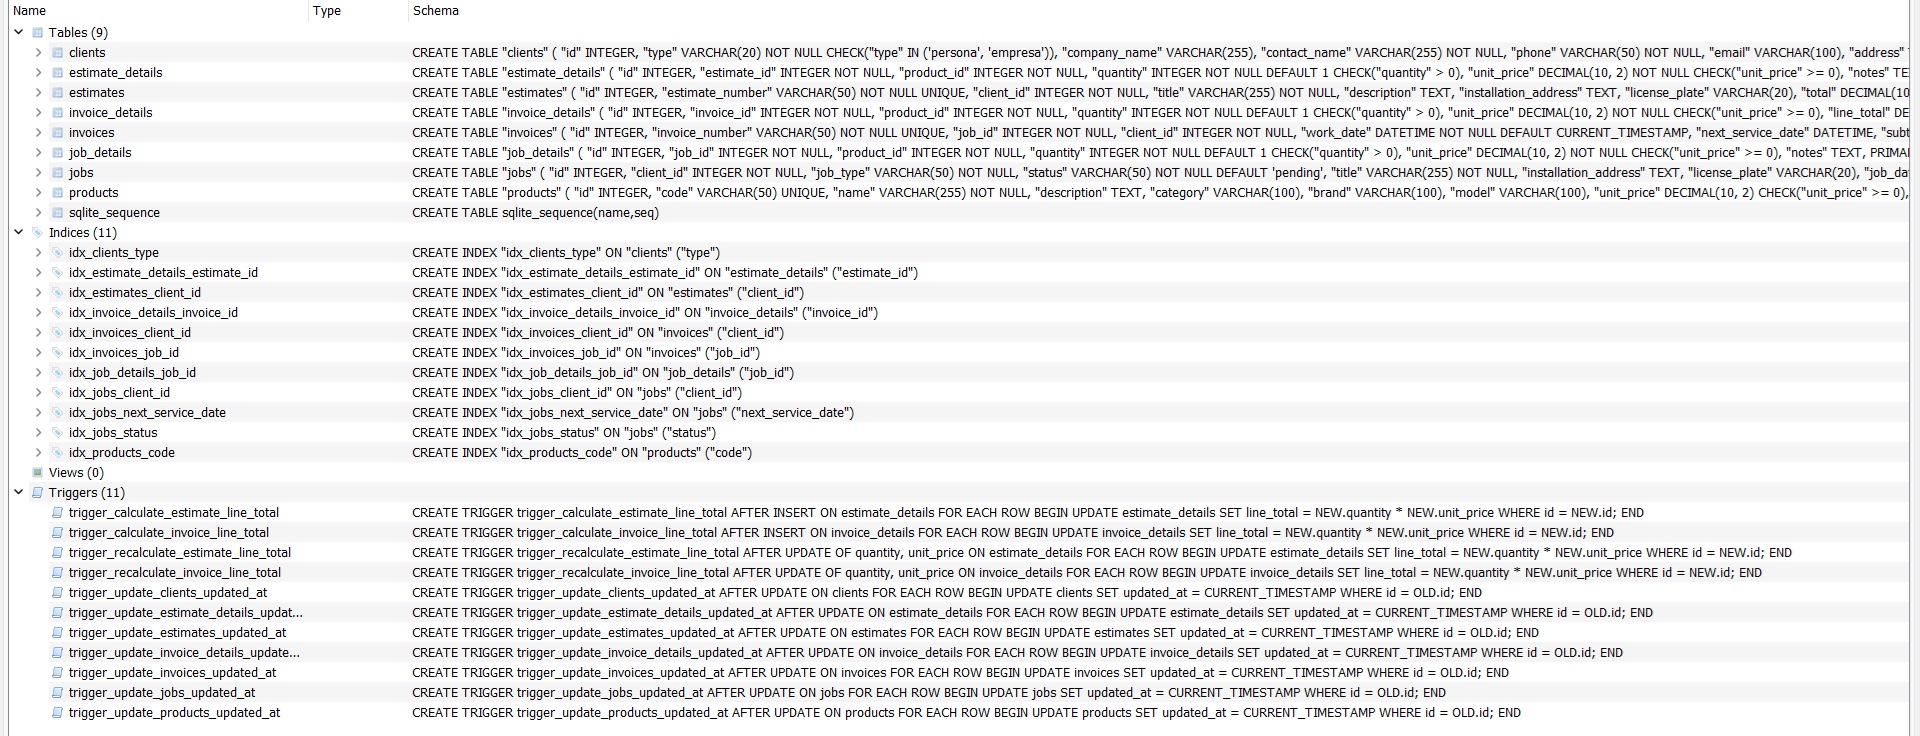 Name Type Schema
Tables (9)
clients CREATE TABLE "clients" ( "id" INTEGER, "type" VARCHAR(20) NOT NULL CHECK("type" IN ('persona', 'empresa')), "company_name" VARCHAR(255), "contact_name" VARCHAR(255) NOT NULL, "phone" VARCHAR(50) NOT NULL, "email" VARCHAR(100), "address"
estimate_details CREATE TABLE "estimate_details" ( "id" INTEGER, "estimate_id" INTEGER NOT NULL, "product_id" INTEGER NOT NULL, "quantity" INTEGER NOT NULL DEFAULT 1 CHECK("quantity" > 0), "unit_price" DECIMAL(10, 2) NOT NULL CHECK("unit_price" >= 0), "notes" TE
estimates CREATE TABLE "estimates" ( "id" INTEGER, "estimate_number" VARCHAR(50) NOT NULL UNIQUE, "client_id" INTEGER NOT NULL, "title" VARCHAR(255) NOT NULL, "description" TEXT, "installation_address" TEXT, "license_plate" VARCHAR(20), "total" DECIMAL(10
invoice_details CREATE TABLE "invoice_details" ( "id" INTEGER, "invoice_id" INTEGER NOT NULL, "product_id" INTEGER NOT NULL, "quantity" INTEGER NOT NULL DEFAULT 1 CHECK("quantity" > 0), "unit_price" DECIMAL(10, 2) NOT NULL CHECK("unit_price" >= 0), "line_total" DE
invoices CREATE TABLE "invoices" ( "id" INTEGER, "invoice_number" VARCHAR(50) NOT NULL UNIQUE, "job_id" INTEGER NOT NULL, "client_id" INTEGER NOT NULL, "work_date" DATETIME NOT NULL DEFAULT CURRENT_TIMESTAMP, "next_service_date" DATETIME, "subt
job_details CREATE TABLE "job_details" ( "id" INTEGER, "job_id" INTEGER NOT NULL, "product_id" INTEGER NOT NULL, "quantity" INTEGER NOT NULL DEFAULT 1 CHECK("quantity" > 0), "unit_price" DECIMAL(10, 2) NOT NULL CHECK("unit_price" >= 0), "notes" TEXT, PRIMA
jobs CREATE TABLE "jobs" ( "id" INTEGER, "client_id" INTEGER NOT NULL, "job_type" VARCHAR(50) NOT NULL, "status" VARCHAR(50) NOT NULL DEFAULT 'pending', "title" VARCHAR(255) NOT NULL, "installation_address" TEXT, "license_plate" VARCHAR(20), "job_da
products CREATE TABLE "products" ( "id" INTEGER, "code" VARCHAR(50) UNIQUE, "name" VARCHAR(255) NOT NULL, "description" TEXT, "category" VARCHAR(100), "brand" VARCHAR(100), "model" VARCHAR(100), "unit_price" DECIMAL(10, 2) CHECK("unit_price" >= 0),
sqlite_sequence CREATE TABLE sqlite_sequence(name,seq)
Indices (11)
idx_clients_type CREATE INDEX "idx_clients_type" ON "clients" ("type")
idx_estimate_details_estimate_id CREATE INDEX "idx_estimate_details_estimate_id" ON "estimate_details" ("estimate_id")
idx_estimates_client_id CREATE INDEX "idx_estimates_client_id" ON "estimates" ("client_id")
idx_invoice_details_invoice_id CREATE INDEX "idx_invoice_details_invoice_id" ON "invoice_details" ("invoice_id")
idx_invoices_client_id CREATE INDEX "idx_invoices_client_id" ON "invoices" ("client_id")
idx_invoices_job_id CREATE INDEX "idx_invoices_job_id" ON "invoices" ("job_id")
idx_job_details_job_id CREATE INDEX "idx_job_details_job_id" ON "job_details" ("job_id")
idx_jobs_client_id CREATE INDEX "idx_jobs_client_id" ON "jobs" ("client_id")
idx_jobs_next_service_date CREATE INDEX "idx_jobs_next_service_date" ON "jobs" ("next_service_date")
idx_jobs_status CREATE INDEX "idx_jobs_status" ON "jobs" ("status")
idx_products_code CREATE INDEX "idx_products_code" ON "products" ("code")
Views (0)
Triggers (11)
trigger_calculate_estimate_line_total CREATE TRIGGER trigger_calculate_estimate_line_total AFTER INSERT ON estimate_details FOR EACH ROW BEGIN UPDATE estimate_details SET line_total = NEW.quantity * NEW.unit_price WHERE id = NEW.id; END
trigger_calculate_invoice_line_total CREATE TRIGGER trigger_calculate_invoice_line_total AFTER INSERT ON invoice_details FOR EACH ROW BEGIN UPDATE invoice_details SET line_total = NEW.quantity * NEW.unit_price WHERE id = NEW.id; END
trigger_recalculate_estimate_line_total CREATE TRIGGER trigger_recalculate_estimate_line_total AFTER UPDATE OF quantity, unit_price ON estimate_details FOR EACH ROW BEGIN UPDATE estimate_details SET line_total = NEW.quantity * NEW.unit_price WHERE id = NEW.id; END
trigger_recalculate_invoice_line_total CREATE TRIGGER trigger_recalculate_invoice_line_total AFTER UPDATE OF quantity, unit_price ON invoice_details FOR EACH ROW BEGIN UPDATE invoice_details SET line_total = NEW.quantity * NEW.unit_price WHERE id = NEW.id; END
trigger_update_clients_updated_at CREATE TRIGGER trigger_update_clients_updated_at AFTER UPDATE ON clients FOR EACH ROW BEGIN UPDATE clients SET updated_at = CURRENT_TIMESTAMP WHERE id = OLD.id; END
trigger_update_estimate_details_updat... CREATE TRIGGER trigger_update_estimate_details_updated_at AFTER UPDATE ON estimate_details FOR EACH ROW BEGIN UPDATE estimate_details SET updated_at = CURRENT_TIMESTAMP WHERE id = OLD.id; END
trigger_update_estimates_updated_at CREATE TRIGGER trigger_update_estimates_updated_at AFTER UPDATE ON estimates FOR EACH ROW BEGIN UPDATE estimates SET updated_at = CURRENT_TIMESTAMP WHERE id = OLD.id; END
trigger_update_invoice_details_update... CREATE TRIGGER trigger_update_invoice_details_updated_at AFTER UPDATE ON invoice_details FOR EACH ROW BEGIN UPDATE invoice_details SET updated_at = CURRENT_TIMESTAMP WHERE id = OLD.id; END
trigger_update_invoices_updated_at CREATE TRIGGER trigger_update_invoices_updated_at AFTER UPDATE ON invoices FOR EACH ROW BEGIN UPDATE invoices SET updated_at = CURRENT_TIMESTAMP WHERE id = OLD.id; END
trigger_update_jobs_updated_at CREATE TRIGGER trigger_update_jobs_updated_at AFTER UPDATE ON jobs FOR EACH ROW BEGIN UPDATE jobs SET updated_at = CURRENT_TIMESTAMP WHERE id = OLD.id; END
trigger_update_products_updated_at CREATE TRIGGER trigger_update_products_updated_at AFTER UPDATE ON products FOR EACH ROW BEGIN UPDATE products SET updated_at = CURRENT_TIMESTAMP WHERE id = OLD.id; END